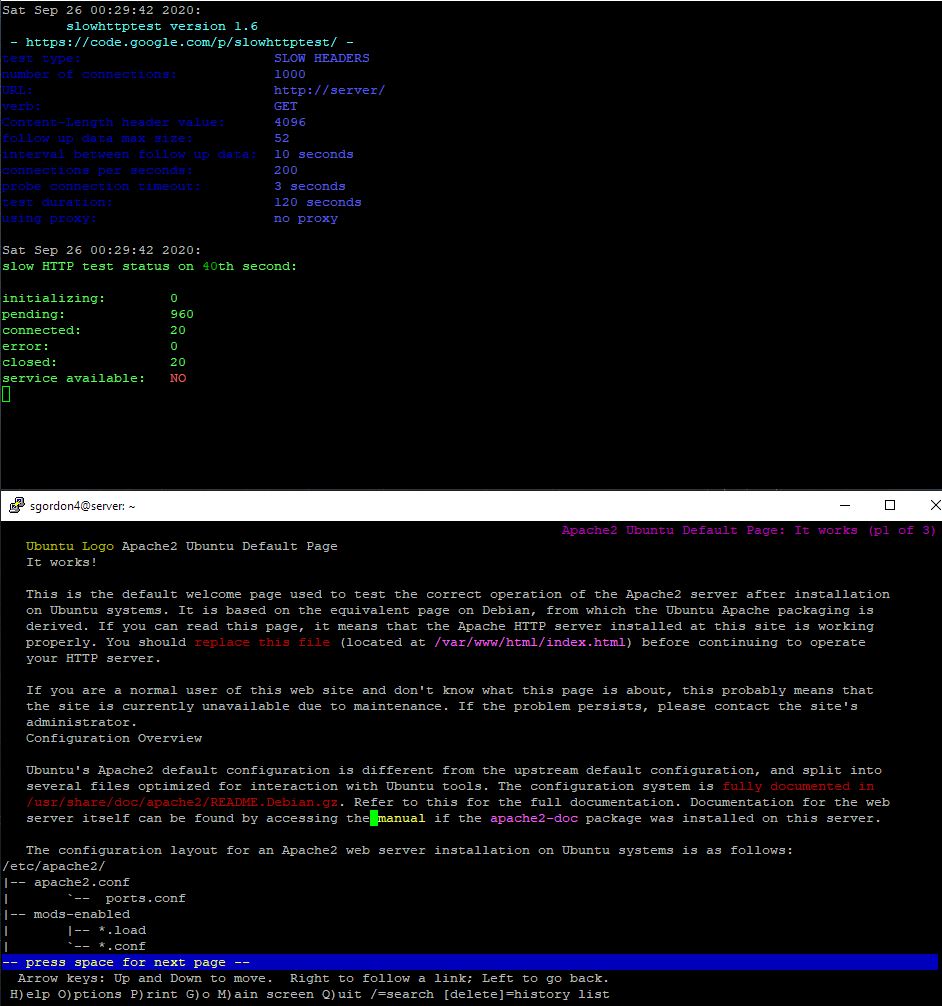 Sat Sep 26 00:29:42 2020:
slowhttptest version 1.6
- https://code.google.com/p/slowhttptest/ -
test type: SLOW HEADERS
number of connections: 1000
URL: http://server/
verb: GET
Content-Length header value: 4096
follow up data max size: 52
interval between follow up data: 10 seconds
connections per seconds: 200
probe connection timeout: 3 seconds
test duration: 120 seconds
using proxy: no proxy
Sat Sep 26 00:29:42 2020:
slow HTTP test status on 40th second:
initializing: 0
pending: 960
connected: 20
error: 0
closed: 20
service available: NO
sgordon4@server: ~
Apache2 Ubuntu Default Page: It works (p1 of 3)
Ubuntu Logo Apache2 Ubuntu Default Page
It works!
This is the default welcome page used to test the correct operation of the Apache2 server after installation
on Ubuntu systems. It is based on the equivalent page on Debian, from which the Ubuntu Apache packaging is
derived. If you can read this page, it means that the Apache HTTP server installed at this site is working
properly. You should replace this file (located at /var/www/html/index.html) before continuing to operate
your HTTP server.
If you are a normal user of this web site and don't know what this page is about, this probably means that
the site is currently unavailable due to maintenance. If the problem persists, please contact the site's
administrator.
Configuration Overview
Ubuntu's Apache2 default configuration is different from the upstream default configuration, and split into
several files optimized for interaction with Ubuntu tools. The configuration system is fully documented in
/usr/share/doc/apache2/README.Debian.gz. Refer to this for the full documentation. Documentation for the web
server itself can be found by accessing the manual if the apache2-doc package was installed on this server.
The configuration layout for an Apache2 web server installation on Ubuntu systems is as follows:
/etc/apache2/
|-- apache2.conf
|       `--  ports.conf
|-- mods-enabled
|       |-- *.load
|       `-- *.conf
-- press space for next page --
Arrow keys: Up and Down to move.  Right to follow a link; Left to go back.
H)elp O)ptions P)rint G)o M)ain screen Q)uit /=search [delete]=history list